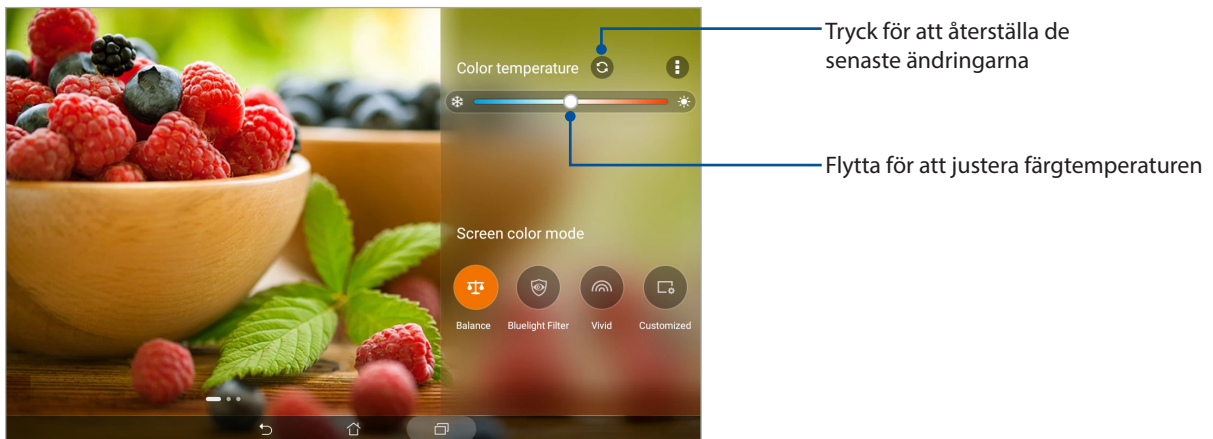 Tryck för att återställa de
senaste ändringarna
Color temperature
Flytta för att justera färgtemperaturen
Screen color mode
Balance
Bluelight Filter
Vivid
Customized